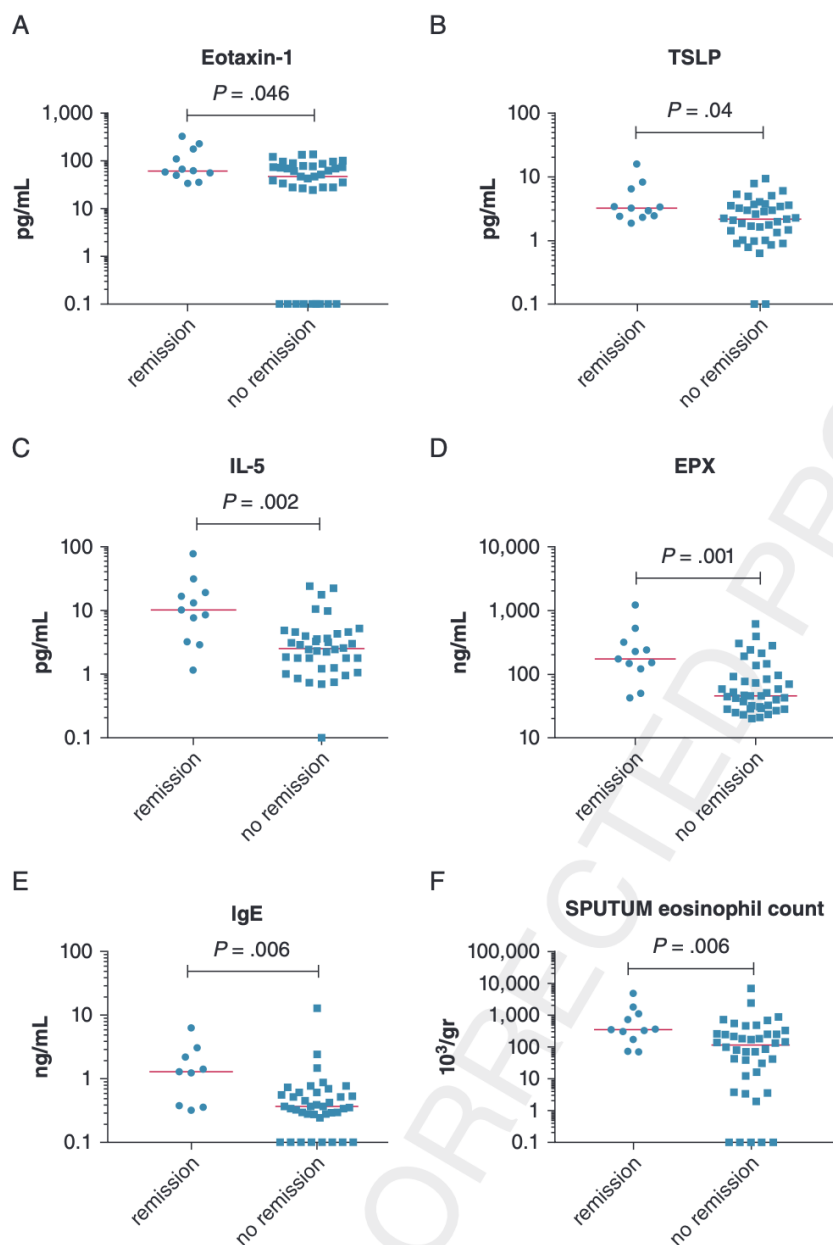 A
Eotaxin-1
P = .046
1,000
100
10
1
0.1
pg/mL
remission
no remission
B
TSLP
P = .04
100
10
1
0.1
pg/mL
remission
no remission
C
IL-5
P = .002
100
10
1
0.1
pg/mL
remission
no remission
D
EPX
P = .001
10,000
1,000
100
10
ng/mL
remission
no remission
E
IgE
P = .006
100
10
1
0.1
ng/mL
remission
no remission
F
SPUTUM eosinophil count
P = .006
100,000
10,000
1,000
100
10
1
0.1
10³/gr
remission
no remission
ORRECTED PRO